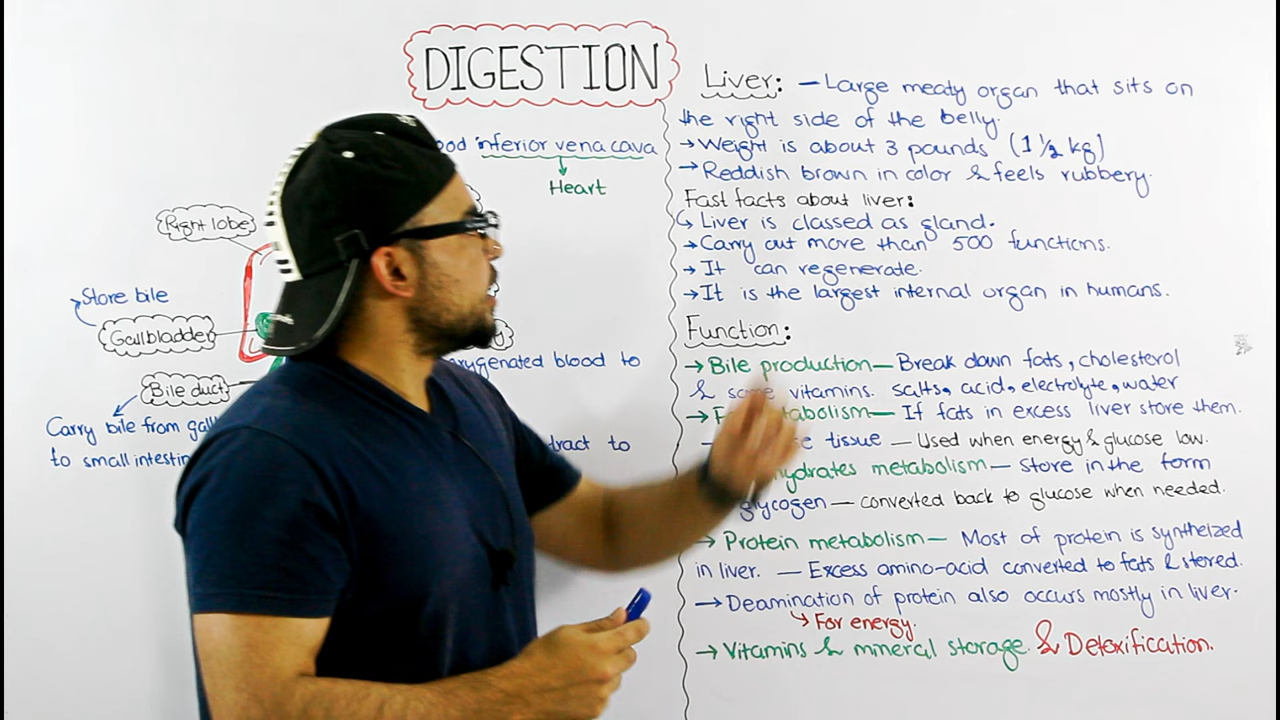 DIGESTION
inferior vena cava
Heart
Right lobe
Store bile
Gallbladder
Bile duct
Carry bile from
to small
blood to
to
Liver: – Large meaty organ that sits on
the right side of the belly.
→ Weight is about 3 pounds (1 1/2 kg)
→ Reddish brown in color & feels rubbery.
Fast facts about liver:
↳ Liver is classed as gland.
→ Carry out more than 500 functions.
→ It can regenerate.
→ It is the largest internal organ in humans.
Function:
→ Bile production — Break down fats, cholesterol
& some vitamins. Salts, acid, electrolyte, water
→ — If fats in excess liver store them.
tissue — Used when energy & glucose low.
metabolism — Store in the form
glycogen — converted back to glucose when needed.
→ Protein metabolism — Most of protein is syntheized
in liver. — Excess amino-acid converted to fats & stored.
→ Deamination of protein also occurs mostly in liver.
↳ For energy.
→ Vitamins & mineral storage & Detoxification.